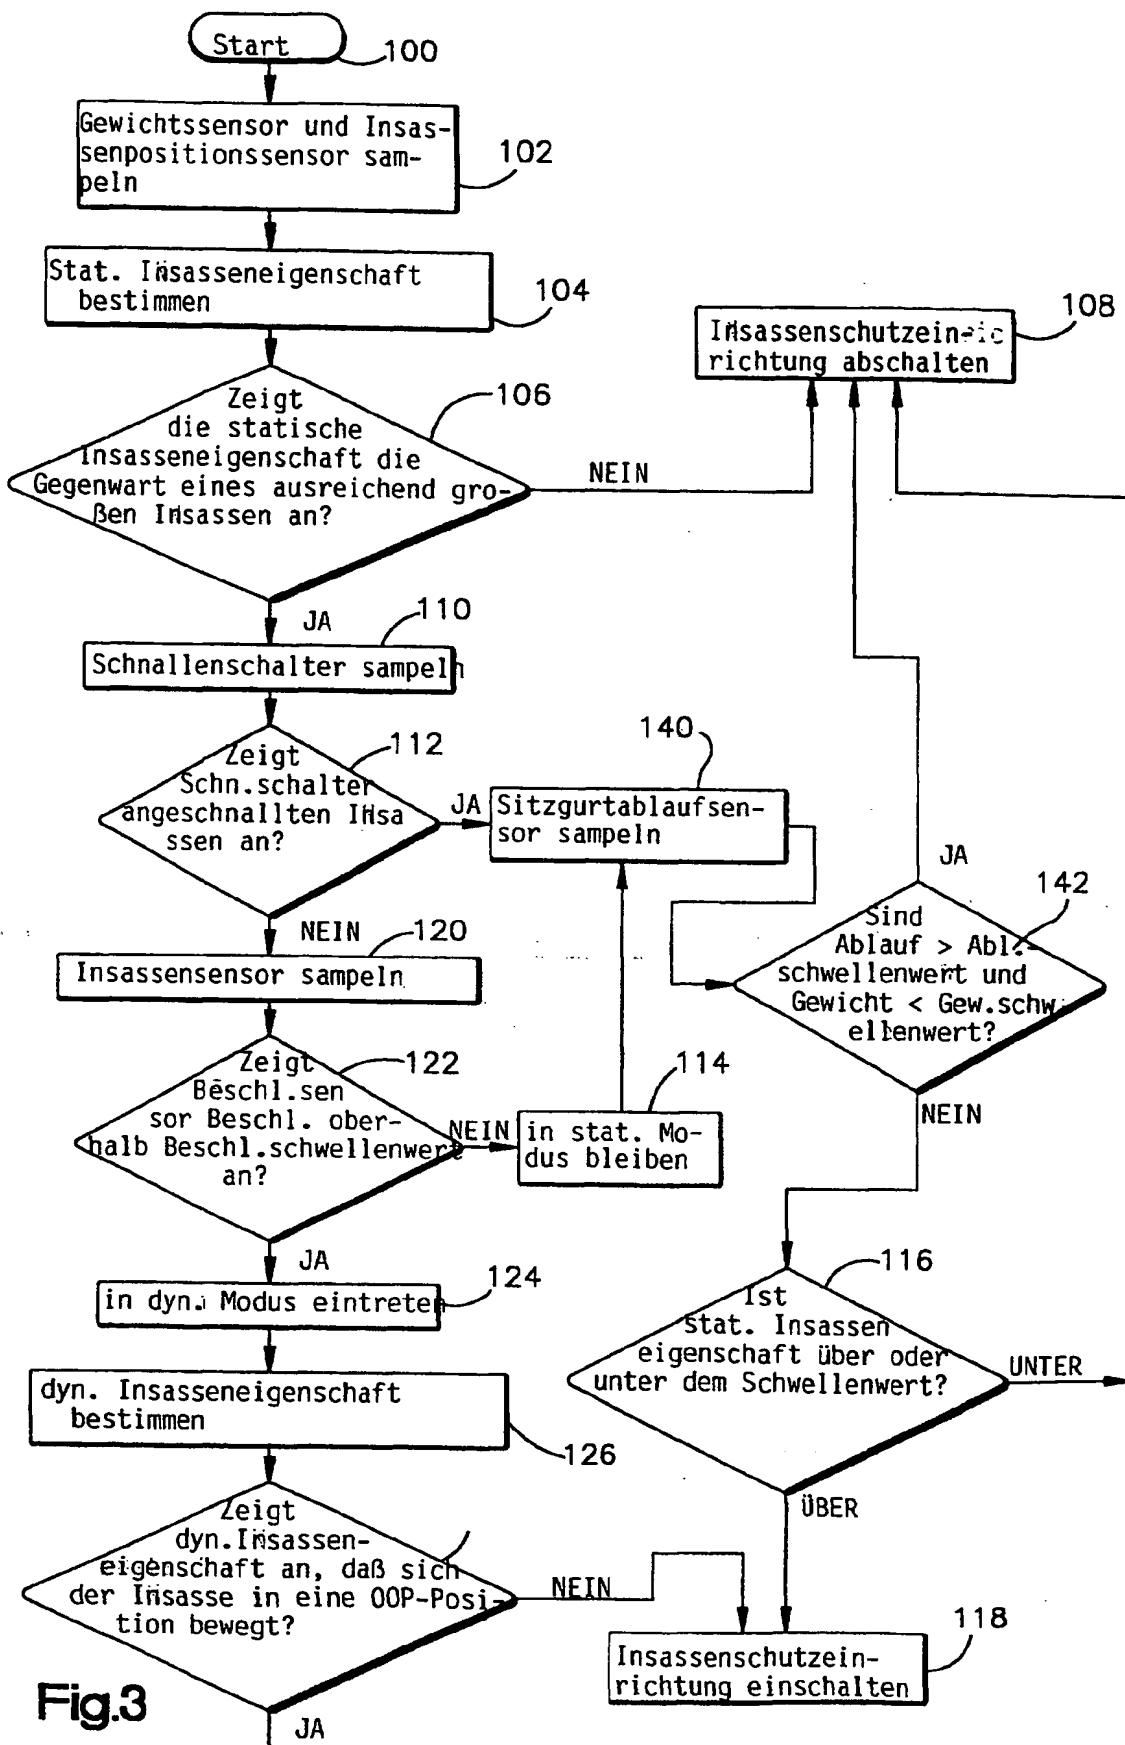 Start
100
Gewichtssensor und Insas-
senpositionssensor sam-
peln
102
Stat. Insasseneigenschaft
bestimmen
104
Insassenschutzein-
richtung abschalten
108
Zeigt
die statische
Insasseneigenschaft die
Gegenwart eines ausreichend gro-
ßen Insassen an?
106
NEIN
JA
110
Schnallenschalter sampeln
Zeigt
Schn.schalter
angeschnallten Insa
ssen an?
112
JA
140
Sitzgurtablaufsen-
sor sampeln
JA
142
Sind
Ablauf > Abl.-
schwellenwert und
Gewicht < Gew.schw
ellenwert?
NEIN
NEIN
120
Insassensensor sampeln
Zeigt
Beschl.sen
sor Beschl. ober-
halb Beschl.schwellenwert
an?
122
NEIN
114
in stat. Mo-
dus bleiben
JA
in dyn. Modus eintreten
124
116
Ist
stat. Insassen
eigenschaft über oder
unter dem Schwellenwert?
UNTER
ÜBER
dyn. Insasseneigenschaft
bestimmen
126
Zeigt
dyn.Insassen-
eigenschaft an, daß sich
der Insasse in eine OOP-Posi-
tion bewegt?
NEIN
118
Insassenschutzein-
richtung einschalten
JA
Fig.3